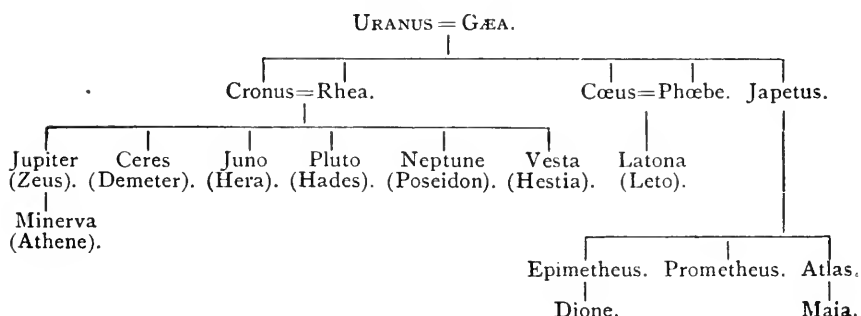 URANUS = GÆA.
Cronus=Rhea. Cœus=Phœbe. Japetus.
Jupiter Ceres Juno Pluto Neptune Vesta Latona
(Zeus). (Demeter). (Hera). (Hades). (Poseidon). (Hestia). (Leto).
Minerva
(Athene).
Epimetheus. Prometheus. Atlas.
Dione. Maia.